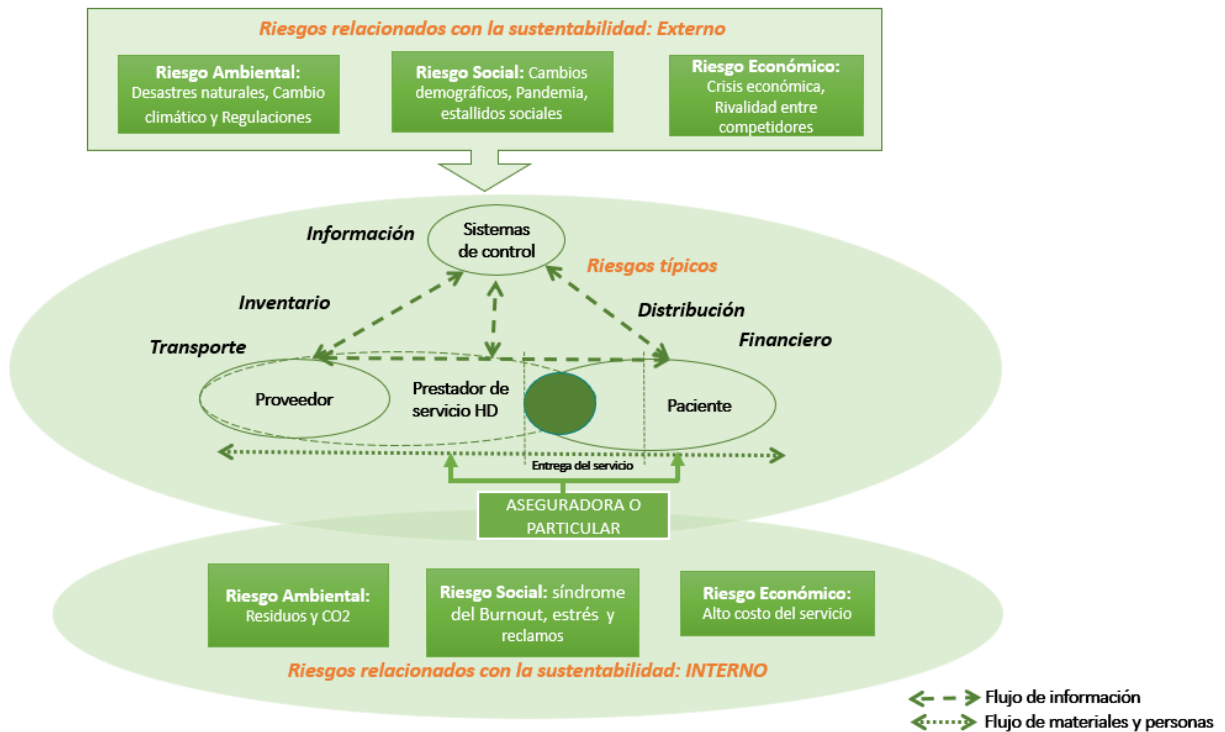 Riesgos relacionados con la sustentabilidad: Externo
Riesgo Ambiental:
Desastres naturales, Cambio
climático y Regulaciones
Riesgo Social: Cambios
demográficos, Pandemia,
estallidos sociales
Riesgo Económico:
Crisis económica,
Rivalidad entre
competidores
Sistemas
de control
Información
Riesgos típicos
Inventario
Distribución
Transporte
Financiero
Proveedor
Prestador de
servicio HD
Paciente
Entrega del servicio
ASEGURADORA O
PARTICULAR
Riesgo Ambiental:
Residuos y CO2
Riesgo Social: síndrome
del Burnout, estrés y
reclamos
Riesgo Económico:
Alto costo del servicio
Riesgos relacionados con la sustentabilidad: INTERNO
Flujo de información
Flujo de materiales y personas